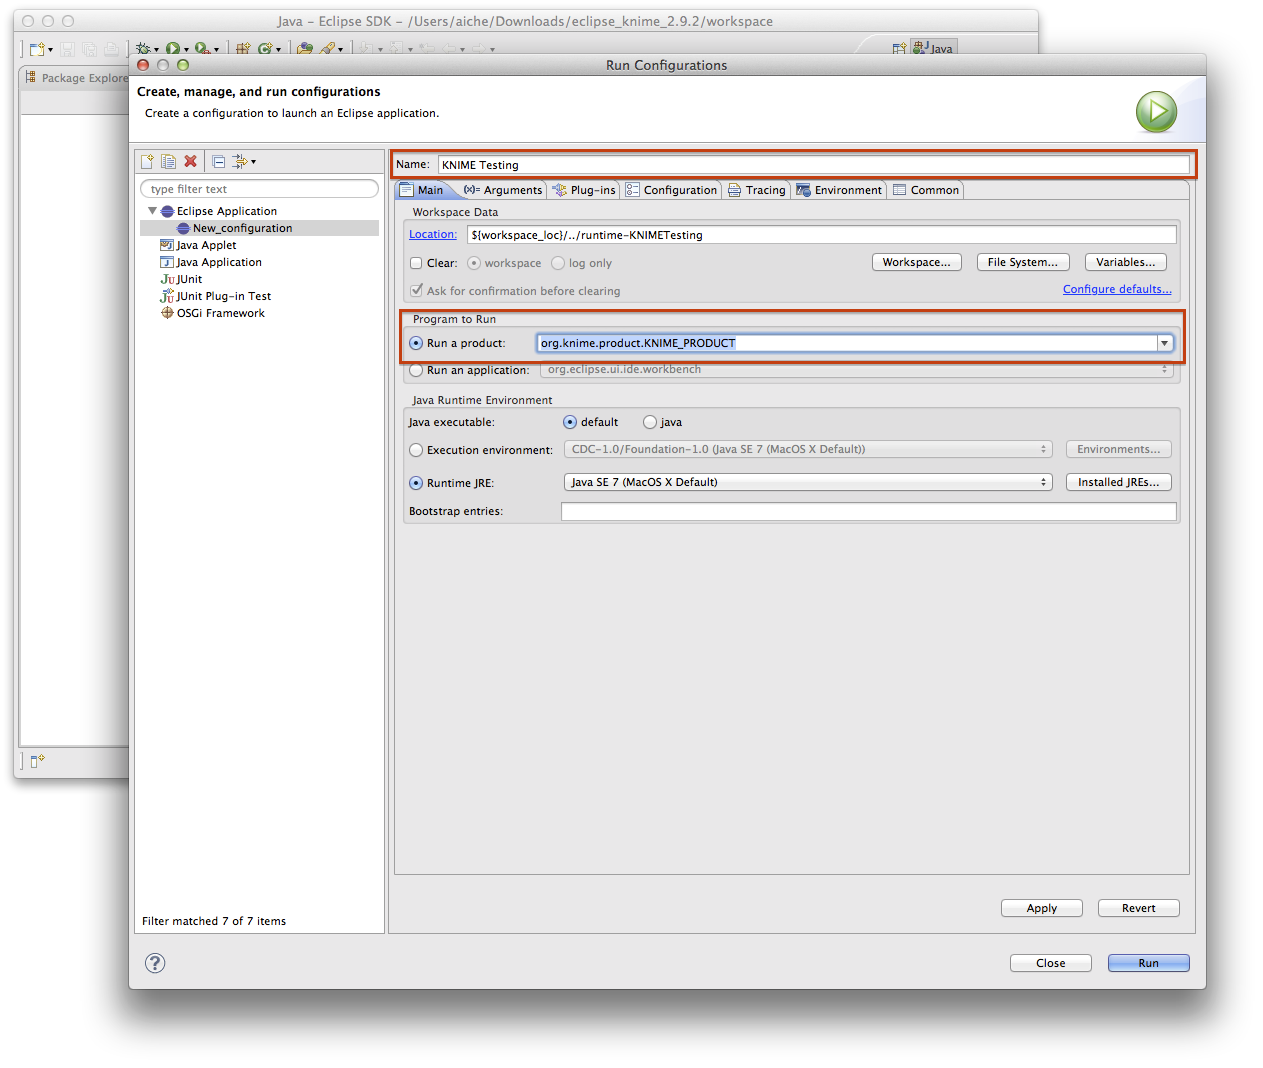 Java – Eclipse SDK – /Users/aiche/Downloads/eclipse_knime_2.9.2/workspace
Java
Package Explore
Run Configurations
Create, manage, and run configurations
Create a configuration to launch an Eclipse application.
type filter text
Eclipse Application
New_configuration
Java Applet
Java Application
JUnit
JUnit Plug-in Test
OSGi Framework
Filter matched 7 of 7 items
Name: KNIME Testing
Main Arguments Plug-ins Configuration Tracing Environment Common
Workspace Data
Location: ${workspace_loc}/../runtime-KNIMETesting
Clear: workspace log only Workspace... File System... Variables...
Ask for confirmation before clearing Configure defaults...
Program to Run
Run a product: org.knime.product.KNIME_PRODUCT
Run an application: org.eclipse.ui.ide.workbench
Java Runtime Environment
Java executable: default java
Execution environment: CDC-1.0/Foundation-1.0 (Java SE 7 (MacOS X Default)) Environments...
Runtime JRE: Java SE 7 (MacOS X Default) Installed JREs...
Bootstrap entries:
Apply Revert
Close Run